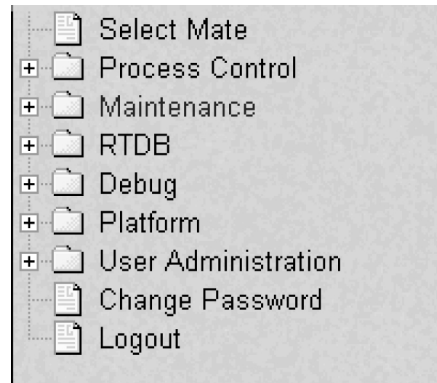 Select Mate
Process Control
Maintenance
RTDB
Debug
Platform
User Administration
Change Password
Logout